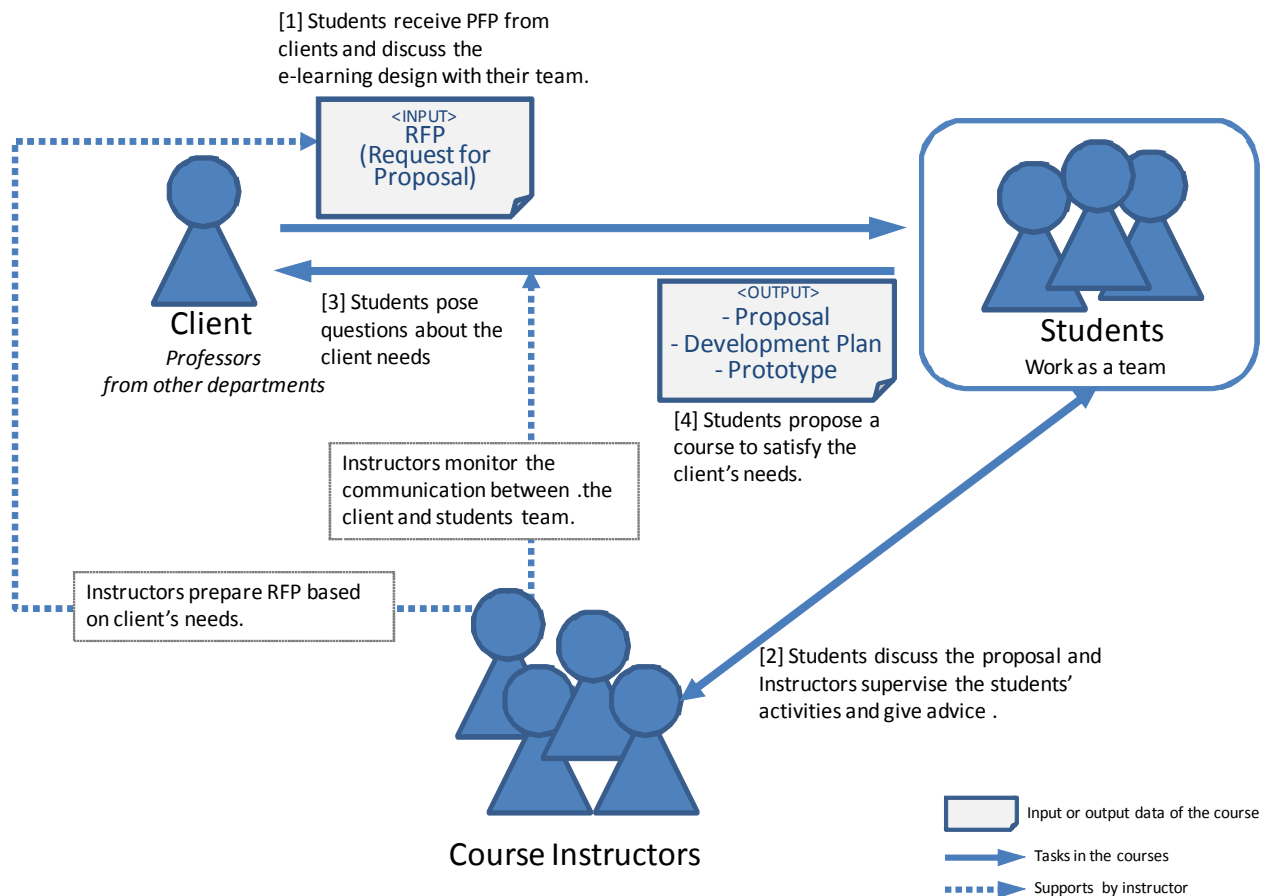 [1] Students receive PFP from
clients and discuss the
e-learning design with their team.
<INPUT>
RFP
(Request for
Proposal)
Client
Professors
from other departments
[3] Students pose
questions about the
client needs
<OUTPUT>
- Proposal
- Development Plan
- Prototype
Students
Work as a team
[4] Students propose a
course to satisfy the
client's needs.
Instructors monitor the
communication between .the
client and students team.
Instructors prepare RFP based
on client's needs.
[2] Students discuss the proposal and
Instructors supervise the students'
activities and give advice .
Course Instructors
Input or output data of the course
Tasks in the courses
Supports by instructor